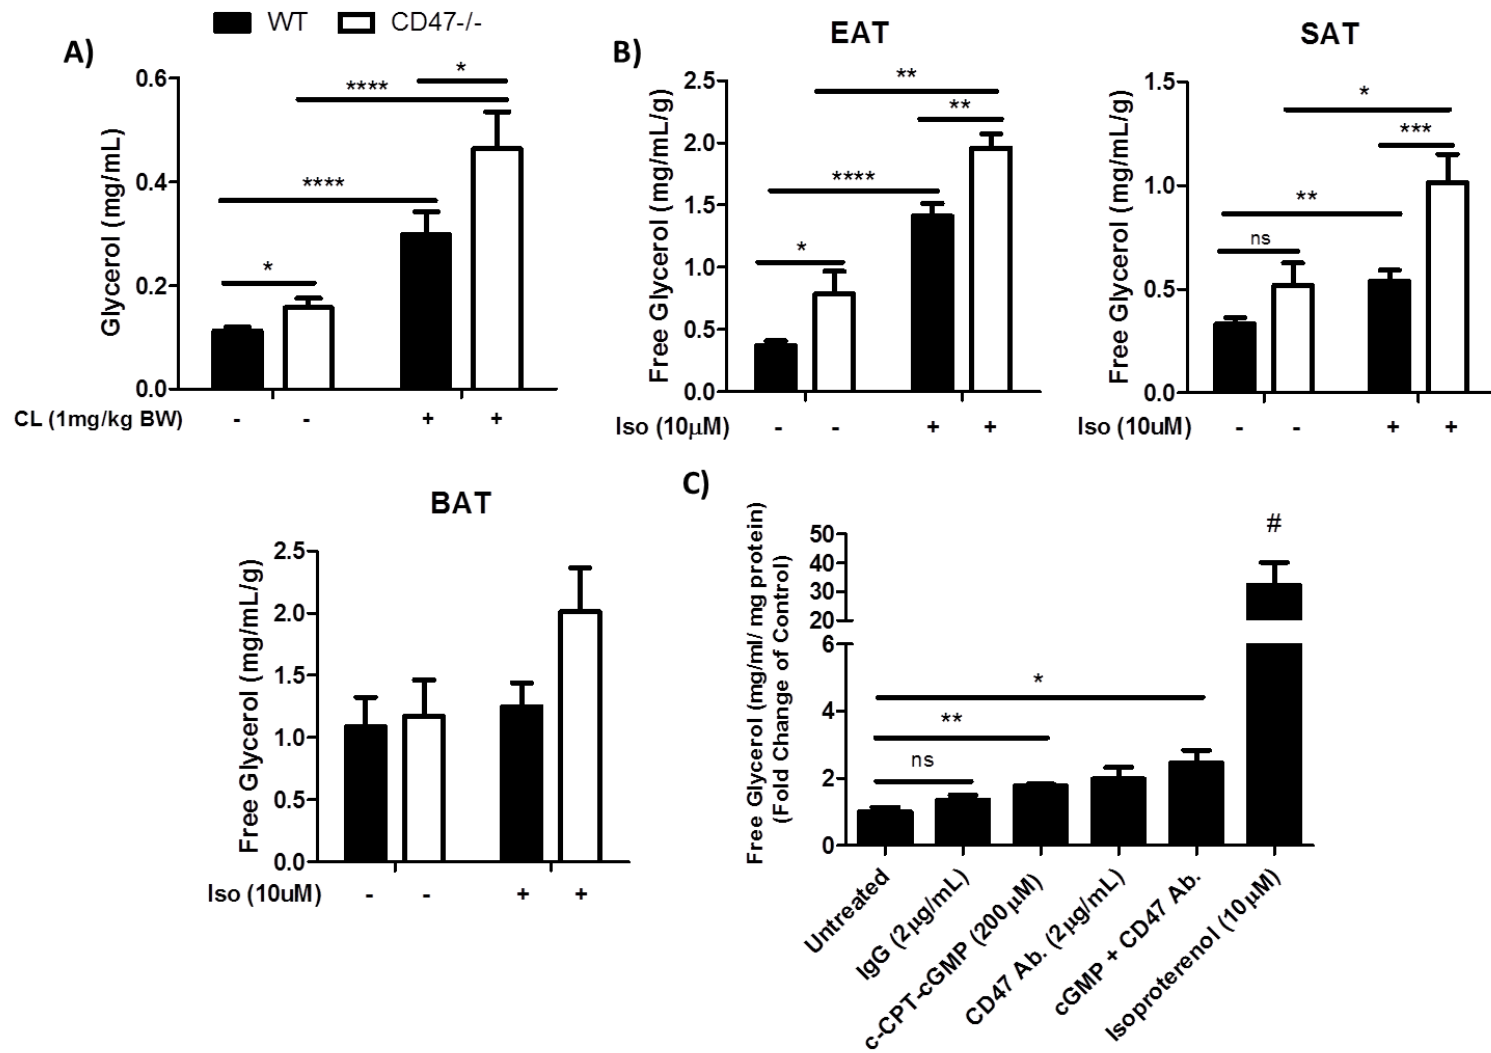 WT CD47-/-
A)
Glycerol (mg/mL)
0.6
0.4
0.2
0.0
*
****
****
*
CL (1mg/kg BW) - - + +
B)
EAT
Free Glycerol (mg/mL/g)
2.5
2.0
1.5
1.0
0.5
0.0
**
**
****
*
Iso (10µM) - - + +
SAT
Free Glycerol (mg/mL/g)
1.5
1.0
0.5
0.0
*
***
**
ns
Iso (10uM) - - + +
BAT
Free Glycerol (mg/mL/g)
2.5
2.0
1.5
1.0
0.5
0.0
Iso (10uM) - - + +
C)
Free Glycerol (mg/ml/ mg protein)
(Fold Change of Control)
50
40
30
20
6
4
2
0
#
*
**
ns
Untreated
IgG (2µg/mL)
c-CPT-cGMP (200 µM)
CD47 Ab. (2µg/mL)
cGMP + CD47 Ab.
Isoproterenol (10µM)